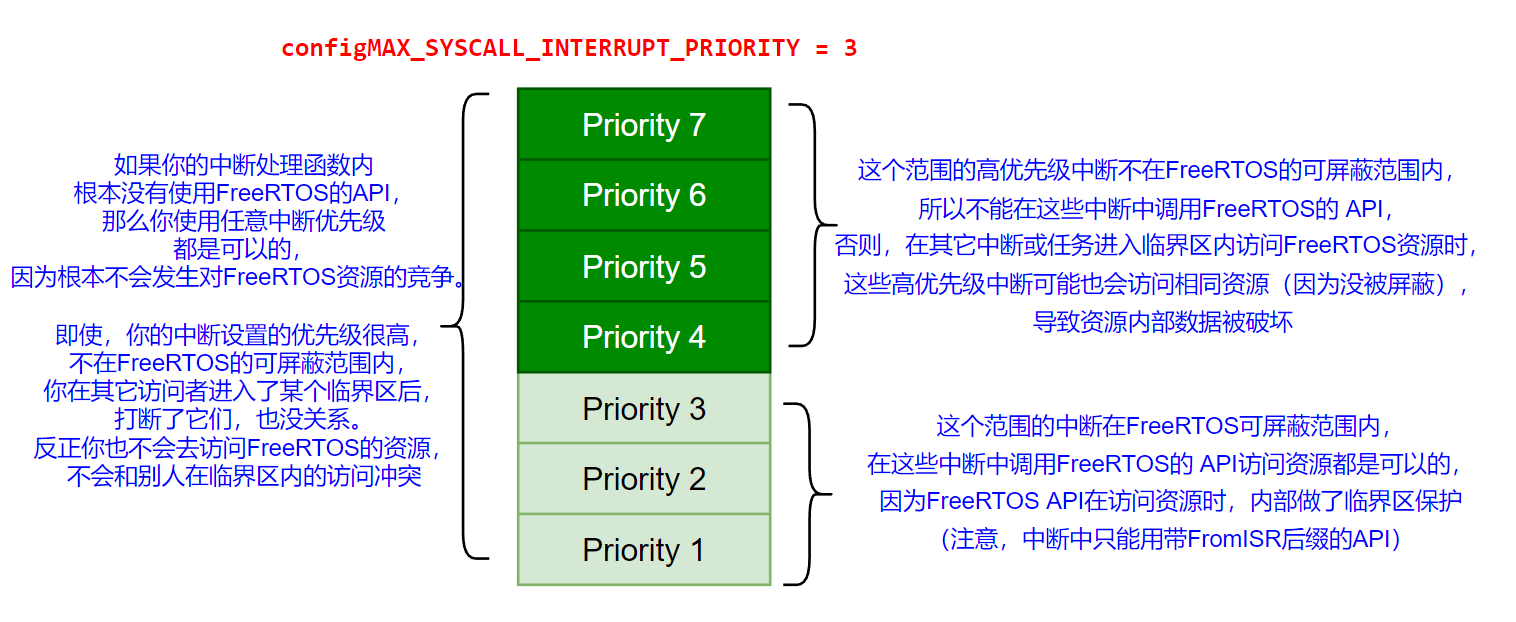 configMAX_SYSCALL_INTERRUPT_PRIORITY = 3
如果你的中断处理函数内
根本没有使用FreeRTOS的API，
那么你使用任意中断优先级
都是可以的，
因为根本不会发生对FreeRTOS资源的竞争。
即使，你的中断设置的优先级很高，
不在FreeRTOS的可屏蔽范围内，
你在其它访问者进入了某个临界区后，
打断了它们，也没关系。
反正你也不会去访问FreeRTOS的资源，
不会和别人在临界区内的访问冲突
Priority 7
Priority 6
Priority 5
Priority 4
Priority 3
Priority 2
Priority 1
这个范围的高优先级中断不在FreeRTOS的可屏蔽范围内，
所以不能在这些中断中调用FreeRTOS的 API，
否则，在其它中断或任务进入临界区内访问FreeRTOS资源时，
这些高优先级中断可能也会访问相同资源（因为没被屏蔽），
导致资源内部数据被破坏
这个范围的中断在FreeRTOS可屏蔽范围内，
在这些中断中调用FreeRTOS的 API访问资源都是可以的，
因为FreeRTOS API在访问资源时，内部做了临界区保护
（注意，中断中只能用带FromISR后缀的API）